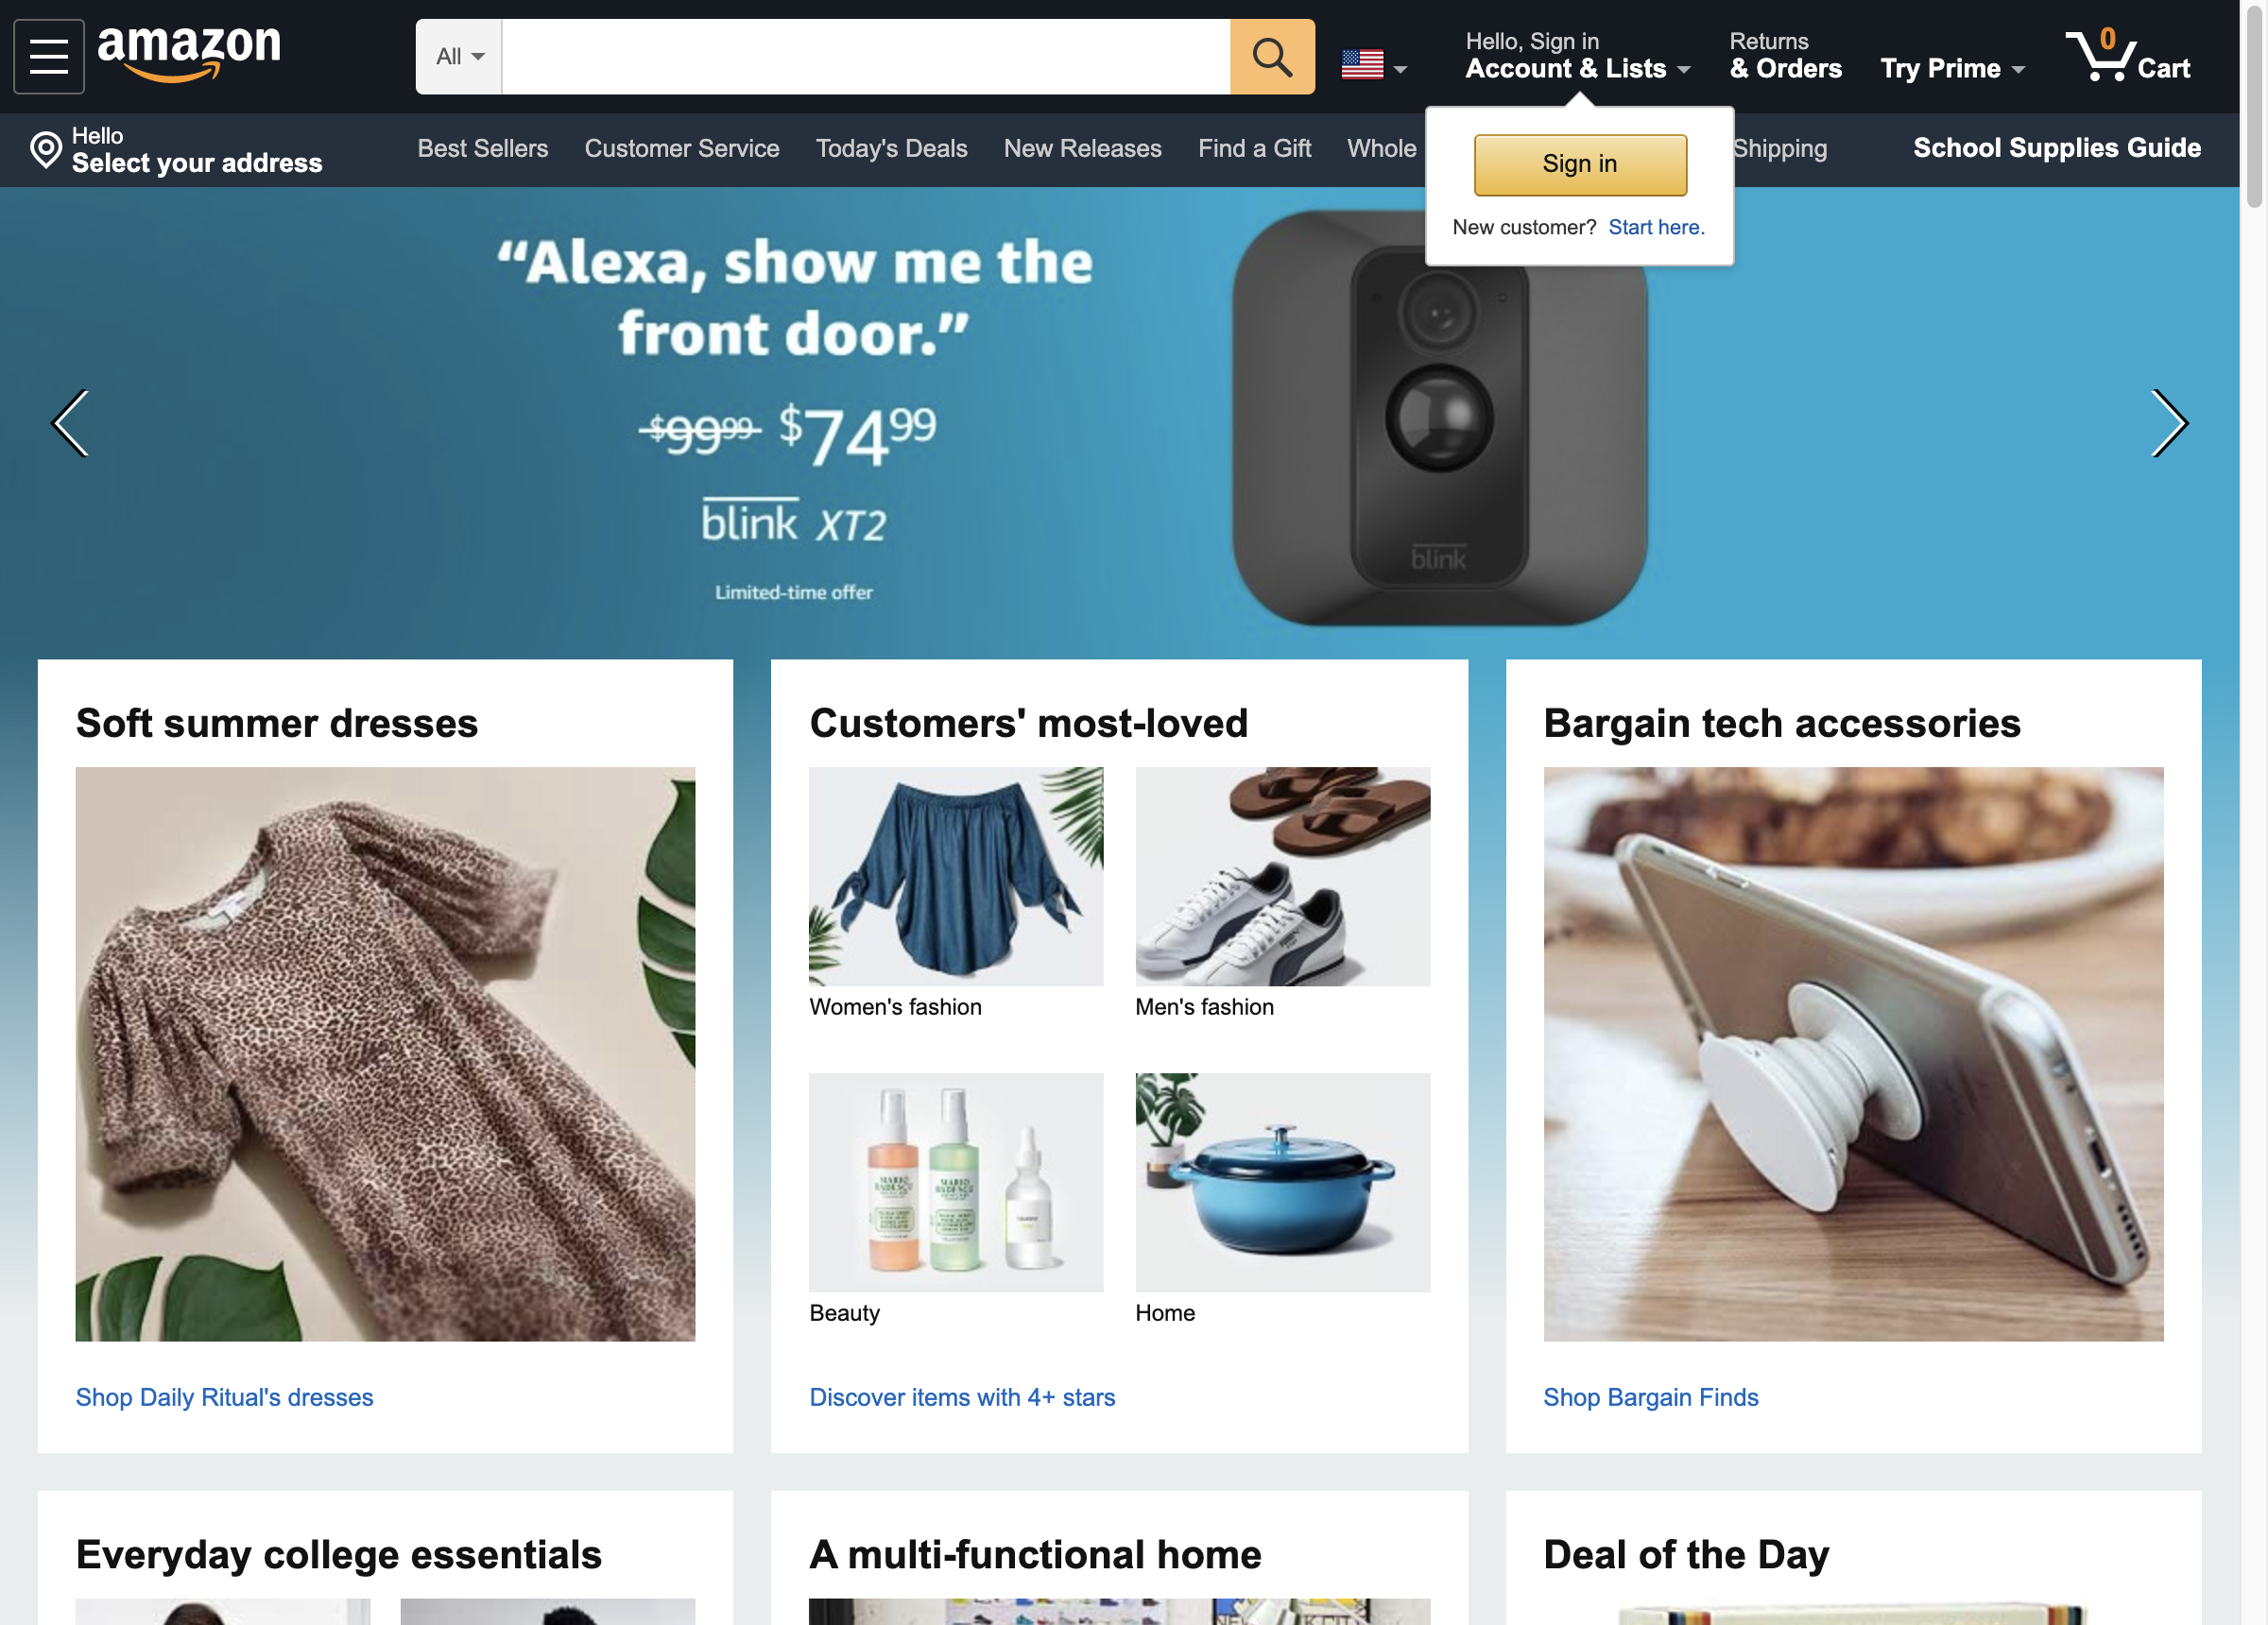 amazon
All
Hello, Sign in
Account & Lists
Returns
& Orders
Try Prime
0
Cart
Hello
Select your address
Best Sellers
Customer Service
Today's Deals
New Releases
Find a Gift
Whole
Shipping
School Supplies Guide
Sign in
New customer? Start here.
“Alexa, show me the
front door.”
$99.99 $74.99
blink XT2
Limited-time offer
blink
Soft summer dresses
Shop Daily Ritual's dresses
Customers' most-loved
Women's fashion
Men's fashion
MARIO
BADESCU
MARIO
BADESCU
Beauty
Home
Discover items with 4+ stars
Bargain tech accessories
Shop Bargain Finds
Everyday college essentials
A multi-functional home
Deal of the Day